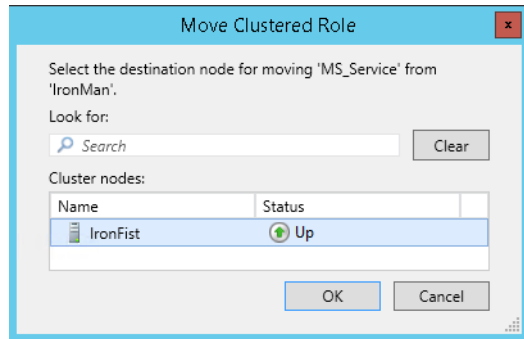 Move Clustered Role
x
Select the destination node for moving 'MS_Service' from
'IronMan'.
Look for:
Search
Clear
Cluster nodes:
Name Status
IronFist Up
OK Cancel